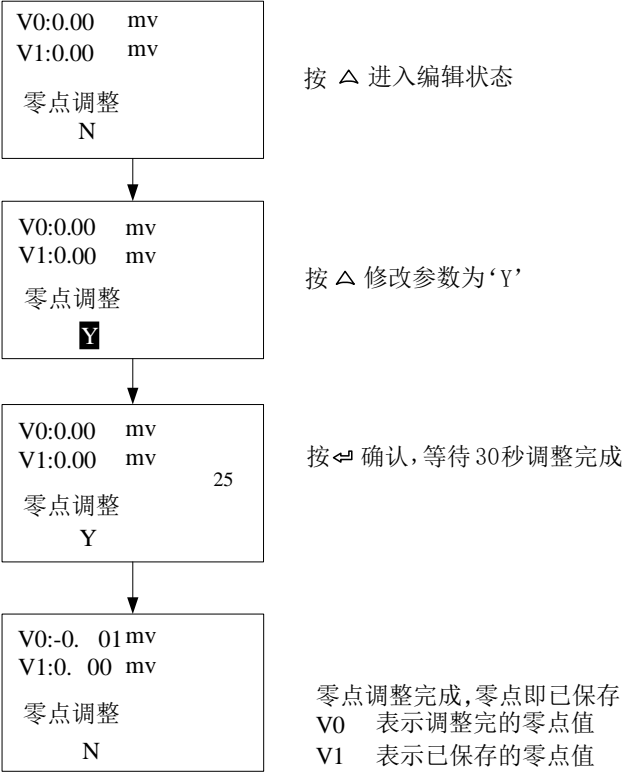 V0:0.00 mv
V1:0.00 mv
零点调整
N
按 △ 进入编辑状态
V0:0.00 mv
V1:0.00 mv
零点调整
Y
按 △ 修改参数为‘Y’
V0:0.00 mv
V1:0.00 mv
25
零点调整
Y
按⏎ 确认,等待30秒调整完成
V0:-0. 01mv
V1:0. 00 mv
零点调整
N
零点调整完成,零点即已保存
V0 表示调整完的零点值
V1 表示已保存的零点值